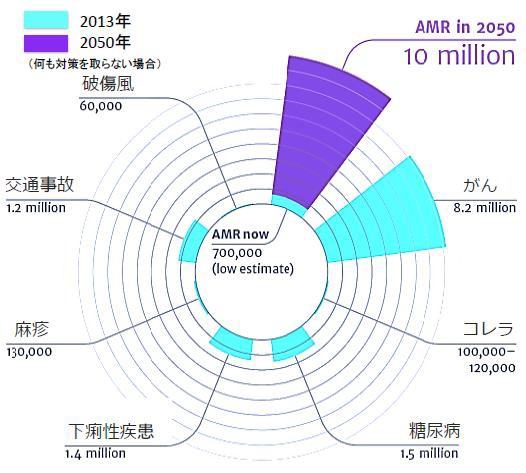 2013年
2050年
(何も対策を取らない場合)
AMR in 2050
10 million
破傷風
60,000
交通事故
1.2 million
がん
8.2 million
AMR now
700,000
(low estimate)
麻疹
130,000
コレラ
100,000–
120,000
下痢性疾患
1.4 million
糖尿病
1.5 million